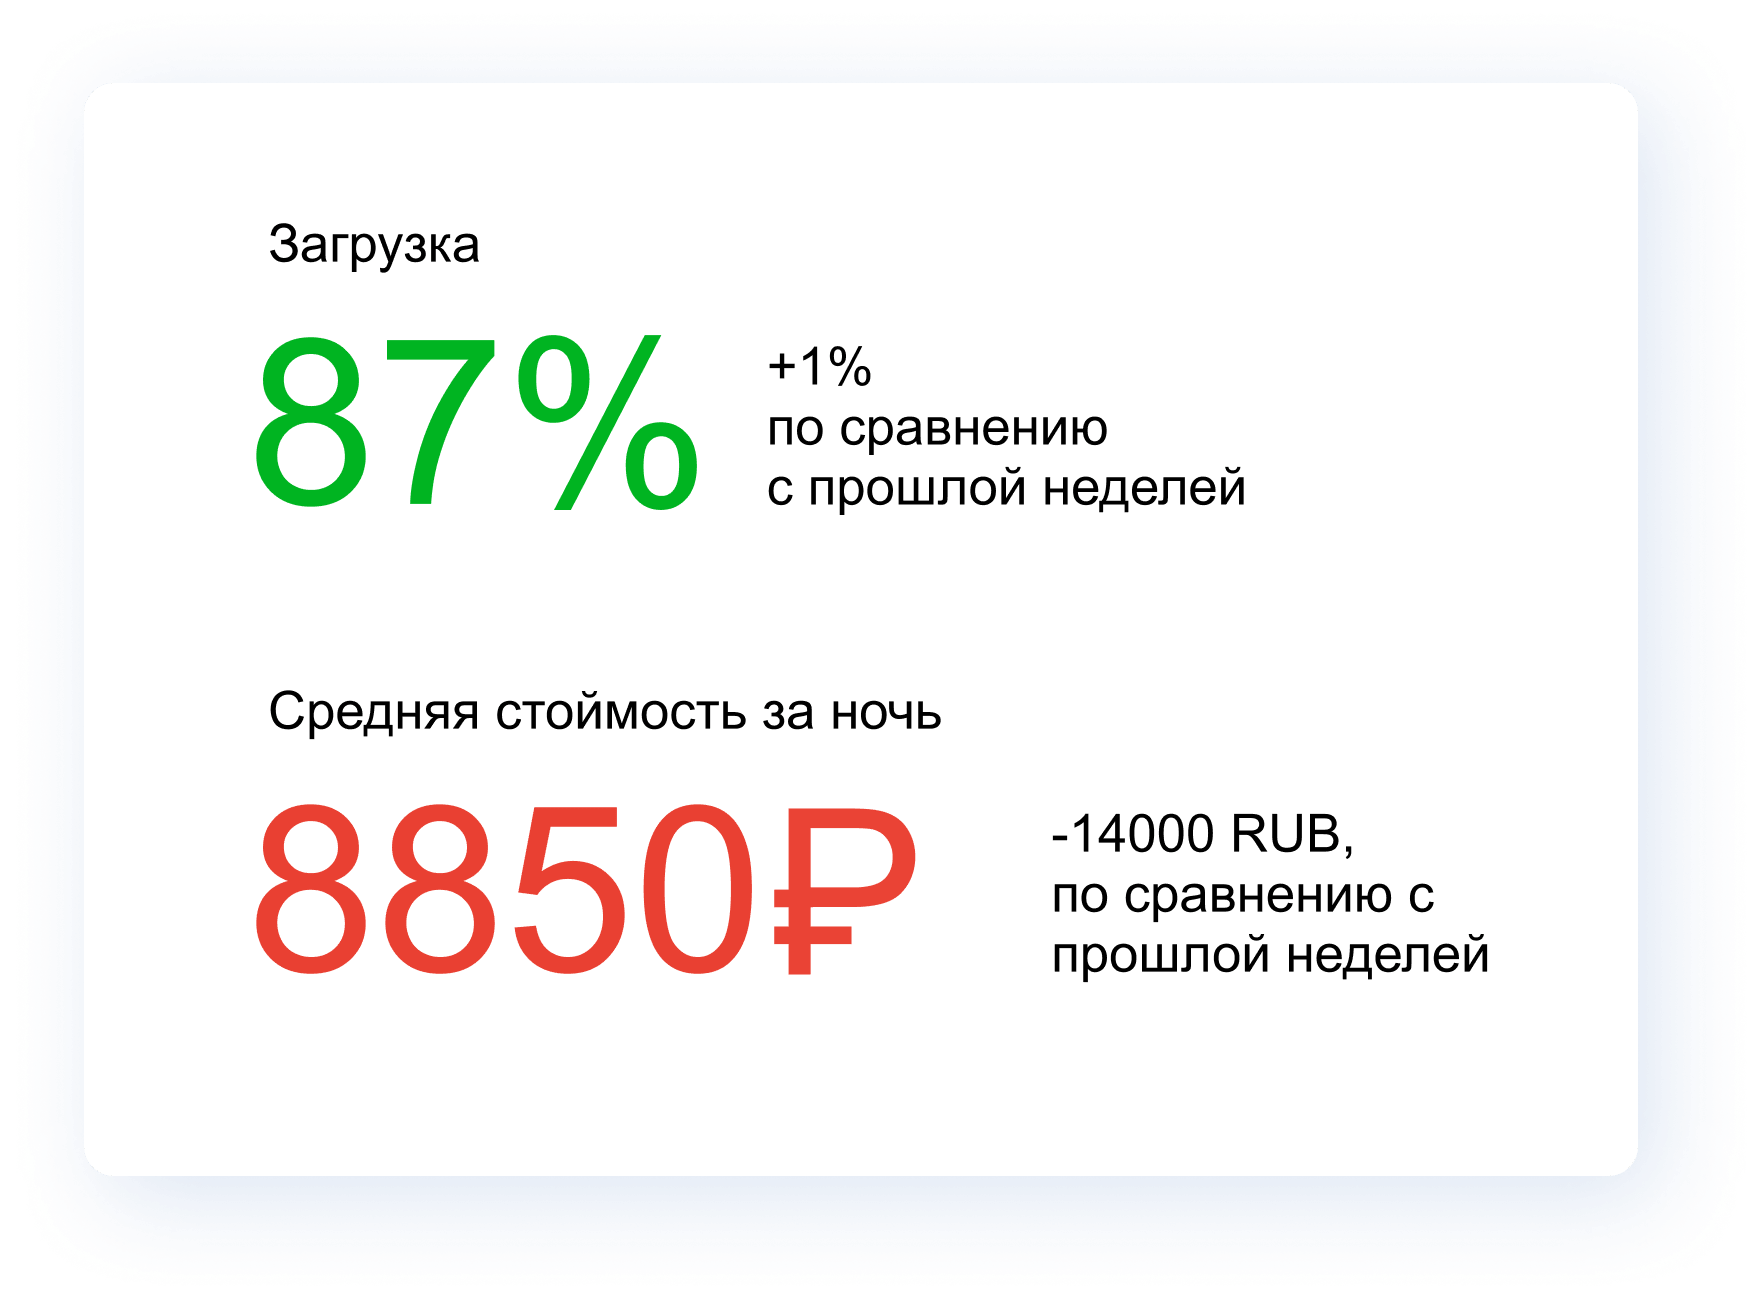 Загрузка
87%
+1%
по сравнению
с прошлой неделей
Средняя стоймость за ночь
8850₽
-14000 RUB,
по сравнению с
прошлой неделей